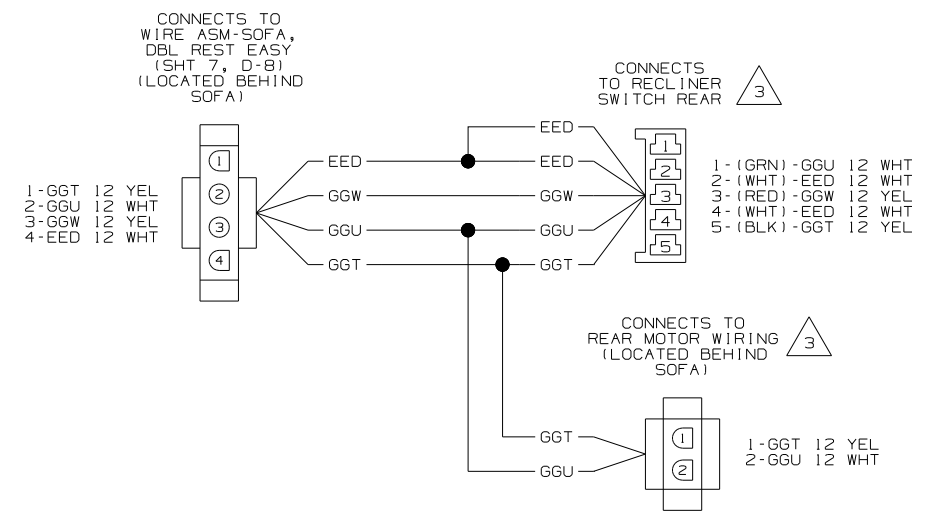 CONNECTS TO
WIRE ASM-SOFA,
DBL REST EASY
(SHT 7, D-8)
(LOCATED BEHIND
SOFA)
CONNECTS
TO RECLINER
SWITCH REAR
3
1
2
3
4
1-GGT 12 YEL
2-GGU 12 WHT
3-GGW 12 YEL
4-EED 12 WHT
EED
EED EED
GGW GGW
GGU GGU
GGT GGT
1
2
3
4
5
1-(GRN)-GGU 12 WHT
2-(WHT)-EED 12 WHT
3-(RED)-GGW 12 YEL
4-(WHT)-EED 12 WHT
5-(BLK)-GGT 12 YEL
CONNECTS TO
REAR MOTOR WIRING
(LOCATED BEHIND
SOFA)
3
GGT
GGU
1
2
1-GGT 12 YEL
2-GGU 12 WHT